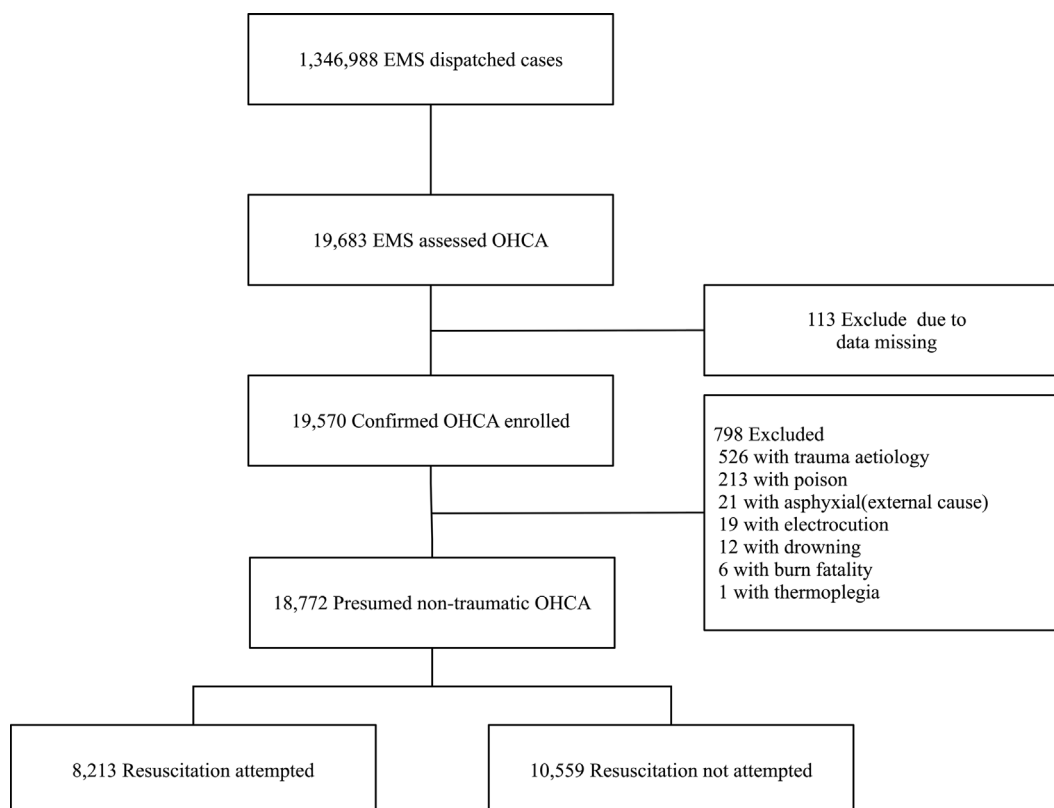 1,346,988 EMS dispatched cases
19,683 EMS assessed OHCA
113 Exclude due to
data missing
19,570 Confirmed OHCA enrolled
798 Excluded
526 with trauma aetiology
213 with poison
21 with asphyxial(external cause)
19 with electrocution
12 with drowning
6 with burn fatality
1 with thermoplegia
18,772 Presumed non-traumatic OHCA
8,213 Resuscitation attempted
10,559 Resuscitation not attempted